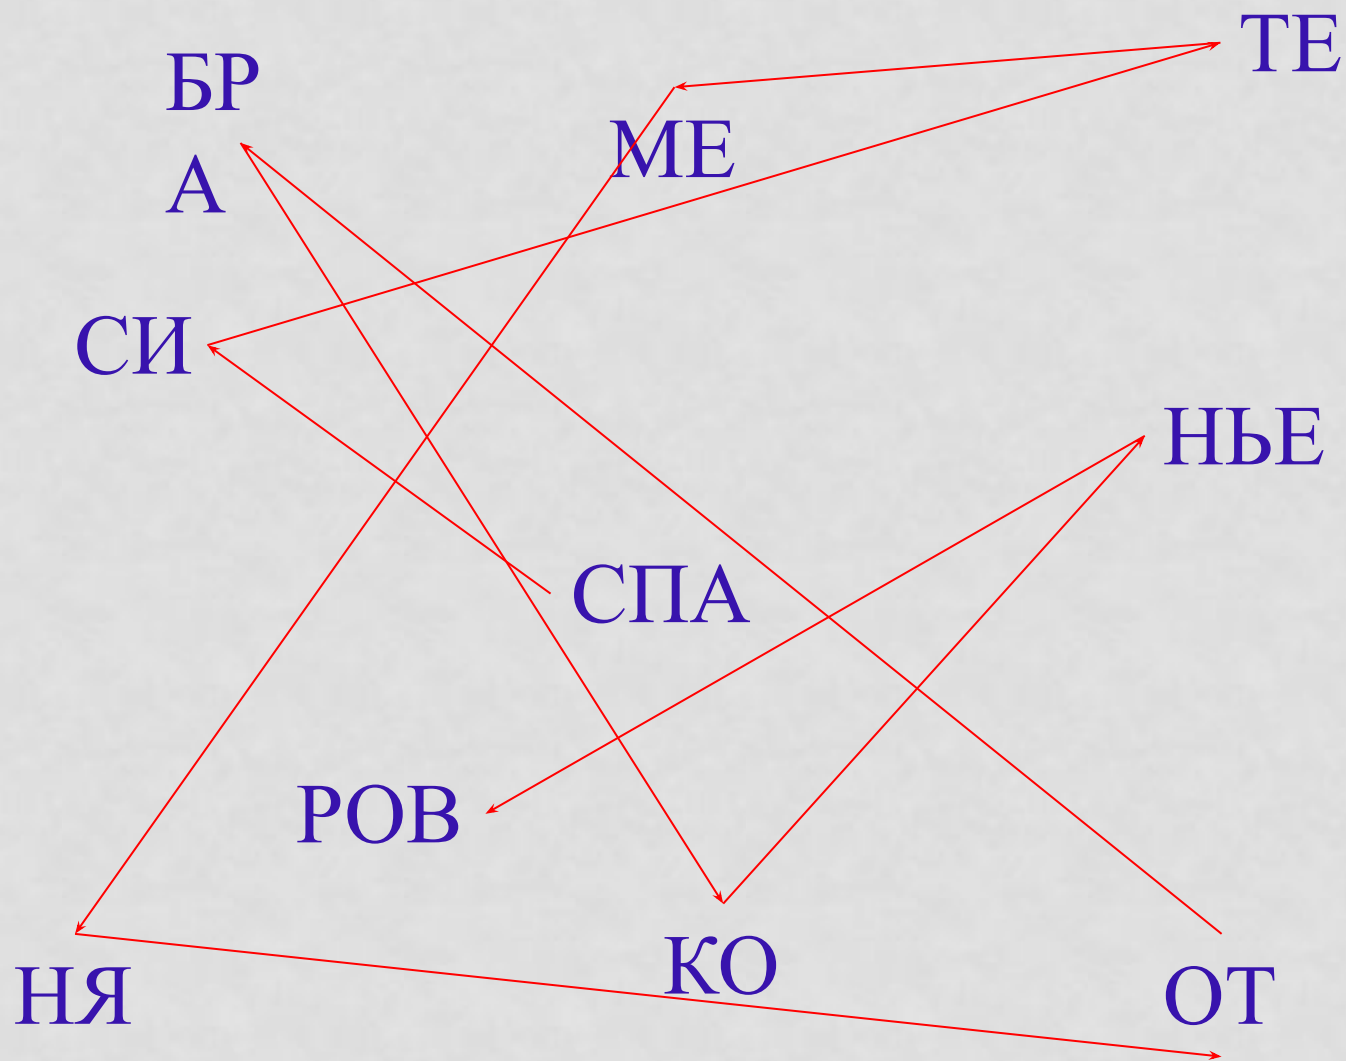 ТЕ
БР
А
МЕ
СИ
НЬЕ
СПА
РОВ
КО
НЯ
ОТ